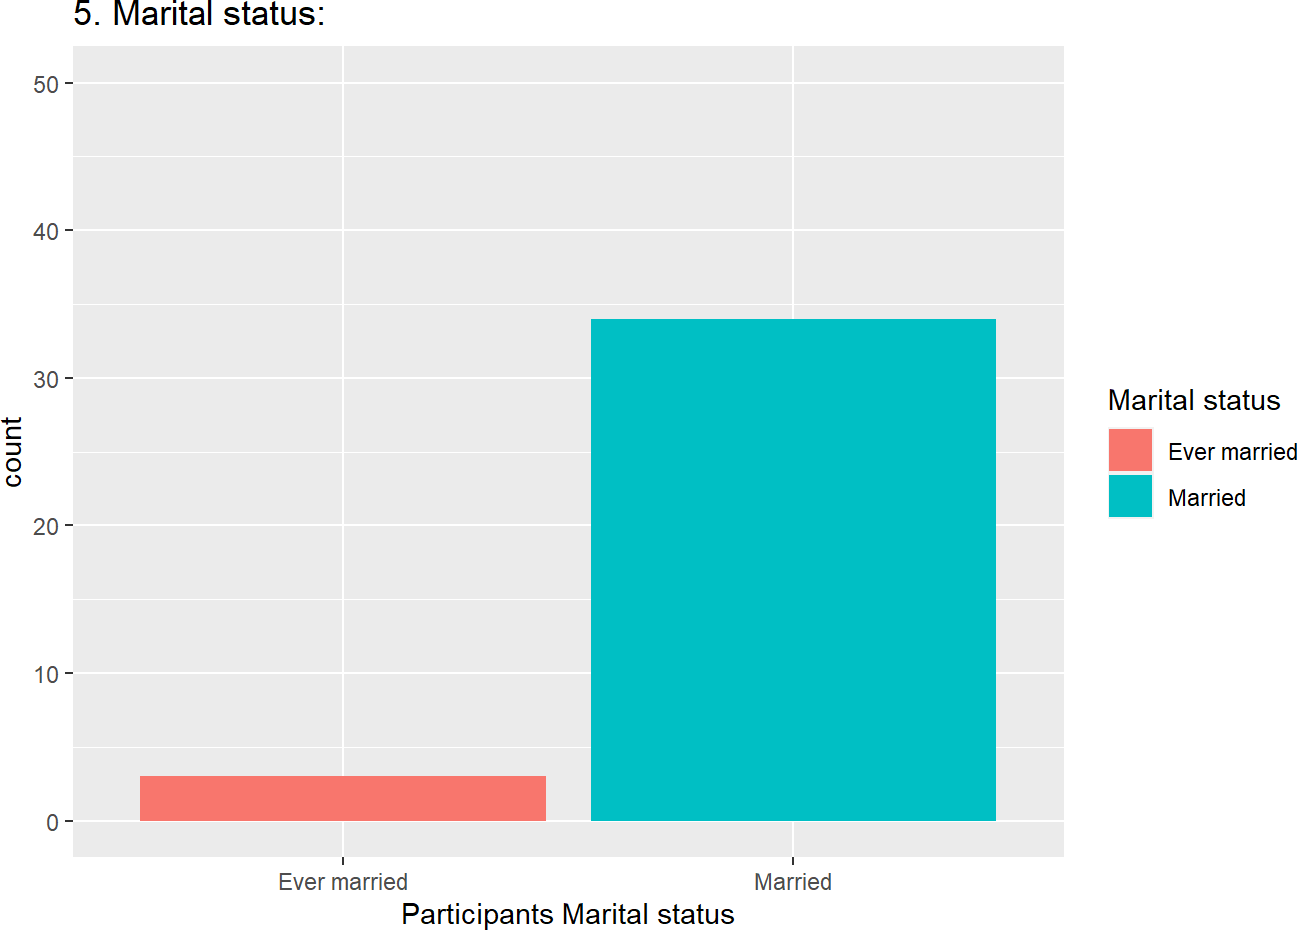 5. Marital status:
50
40
30
20
10
0
count
Ever married
Married
Participants Marital status
Marital status
Ever married
Married